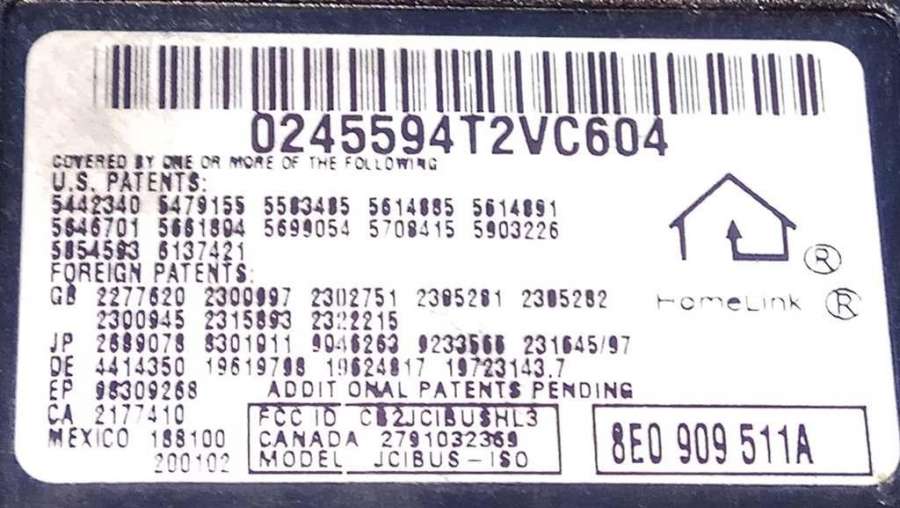 0245594T2VC604
COVERED BY ONE OR MORE OF THE FOLLOWING
U.S. PATENTS:
5442340 5479155 5583485 5614885 5614891
5646701 5661804 5699054 5708415 5903226
5854593 6137421
FOREIGN PATENTS:
GB 2277620 2300997 2302751 2305281 2305282
2300945 2315893 2322215
JP 2689078 8301011 9046263 9233566 231645/97
DE 4414350 19619798 19624817 19723143.7
EP 98309268
ADDITIONAL PATENTS PENDING
CA 2177410
MEXICO 188100
200102
HomeLink ®
®
FCC ID CB2JCIBUSHL3
CANADA 2791032369
MODEL JCIBUS-ISO
8E0 909 511A